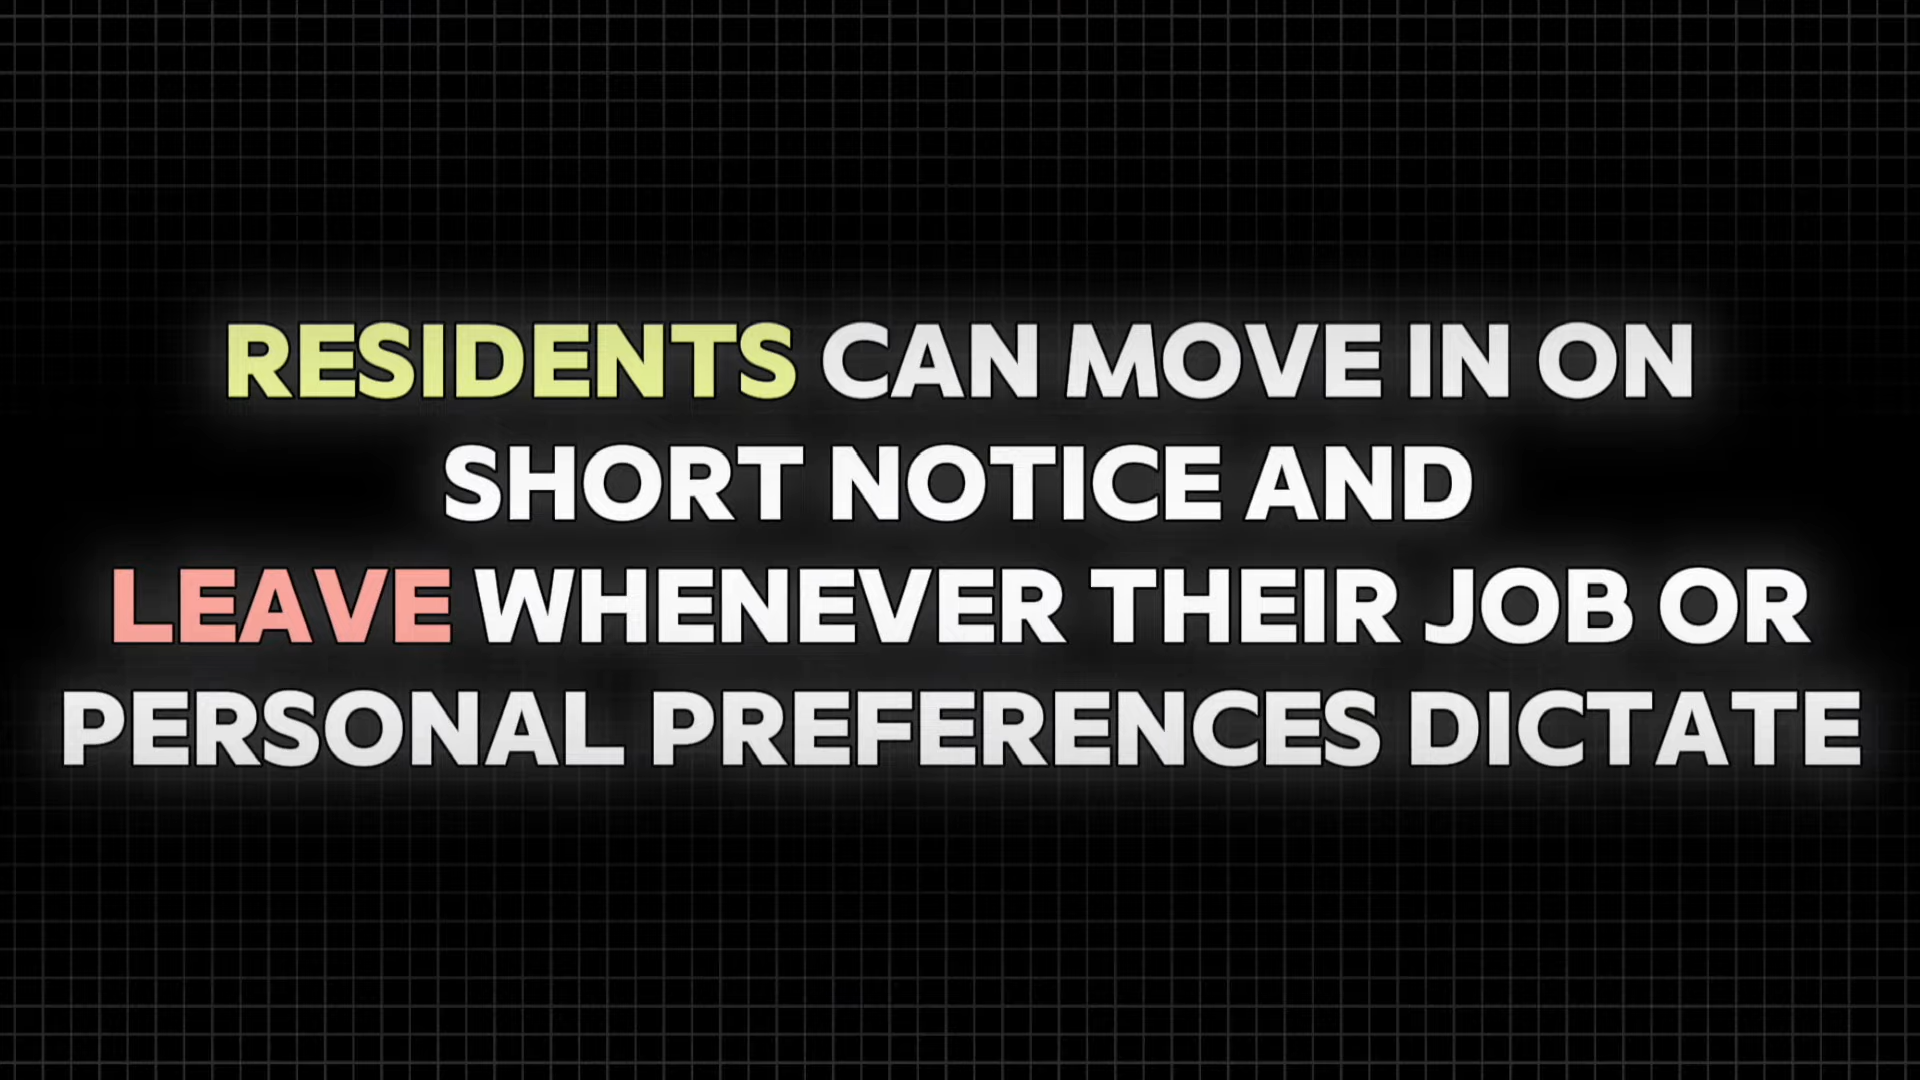 RESIDENTS CAN MOVE IN ON
SHORT NOTICE AND
LEAVE WHENEVER THEIR JOB OR
PERSONAL PREFERENCES DICTATE